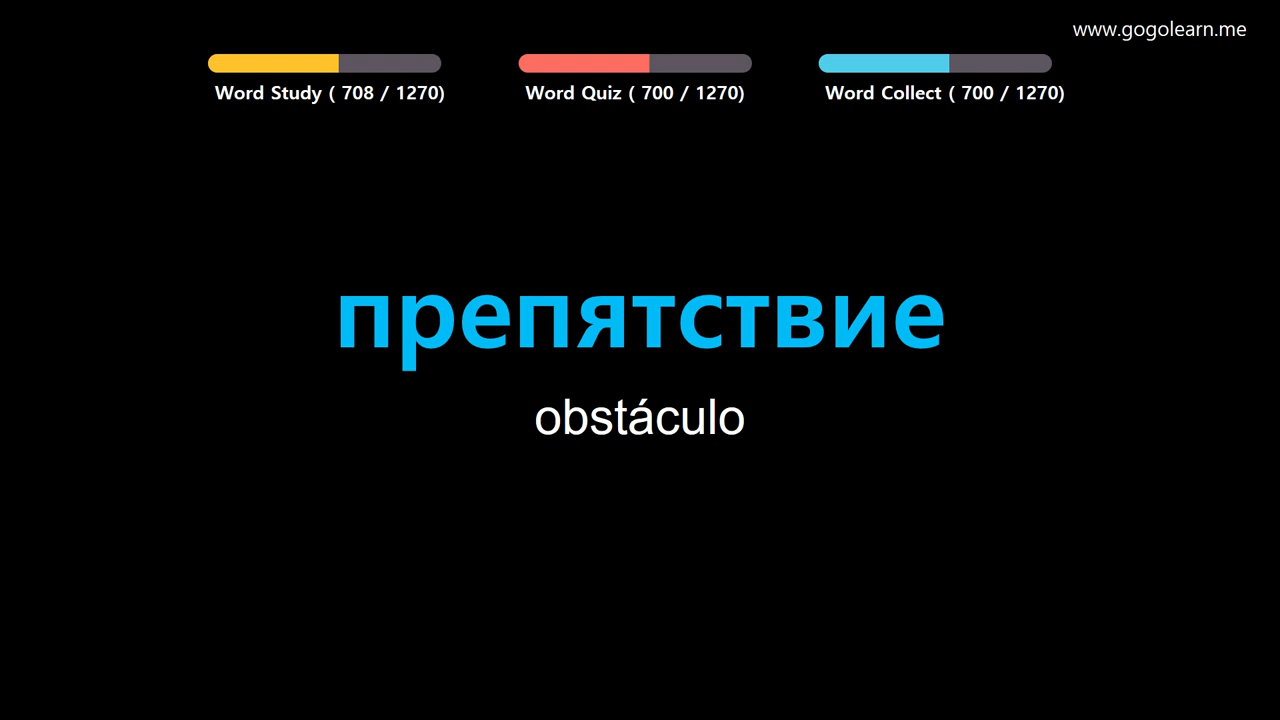 www.gogolearn.me
Word Study ( 708 / 1270)
Word Quiz ( 700 / 1270)
Word Collect ( 700 / 1270)
препятствие
obstáculo